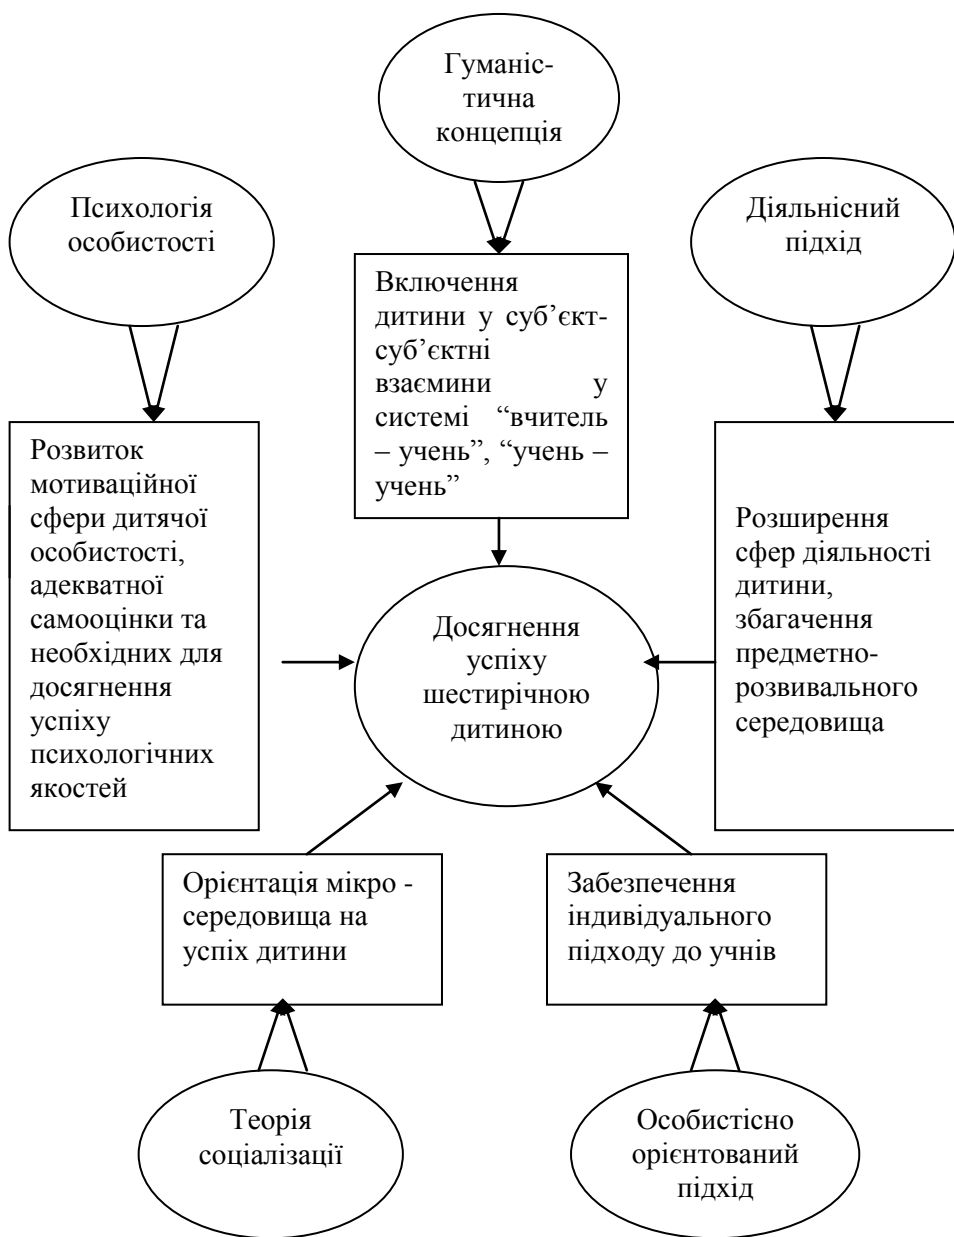 Гуманіс-
тична
концепція
Психологія
особистості
Діяльнісний
підхід
Включення
дитини у суб’єкт-
суб’єктні
взаємини у
системі “вчитель
– учень”, “учень –
учень”
Розвиток
мотиваційної
сфери дитячої
особистості,
адекватної
самооцінки та
необхідних для
досягнення
успіху
психологічних
якостей
Розширення
сфер діяльності
дитини,
збагачення
предметно-
розвивального
середовища
Досягнення
успіху
шестирічною
дитиною
Орієнтація мікро -
середовища на
успіх дитини
Забезпечення
індивідуального
підходу до учнів
Теорія
соціалізації
Особистісно
орієнтований
підхід